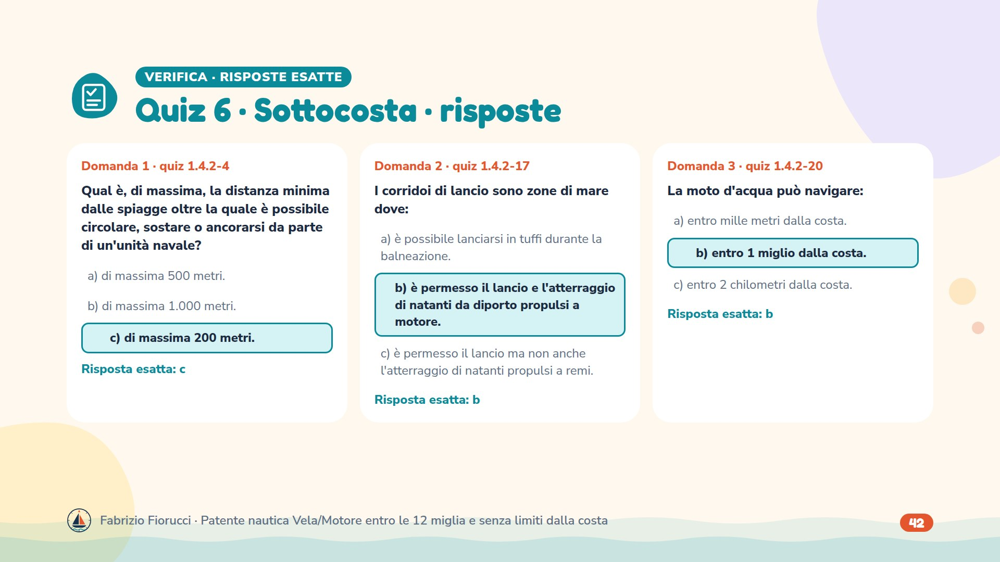 VERIFICA · RISPOSTE ESATTE
Quiz 6 · Sottocosta · risposte
Domanda 1 · quiz 1.4.2-4
Qual è, di massima, la distanza minima
dalle spiagge oltre la quale è possibile
circolare, sostare o ancorarsi da parte
di un'unità navale?
a) di massima 500 metri.
b) di massima 1.000 metri.
c) di massima 200 metri.
Risposta esatta: c
Domanda 2 · quiz 1.4.2-17
I corridoi di lancio sono zone di mare
dove:
a) è possibile lanciarsi in tuffi durante la
balneazione.
b) è permesso il lancio e l'atterraggio
di natanti da diporto propulsi a
motore.
c) è permesso il lancio ma non anche
l'atterraggio di natanti propulsi a remi.
Risposta esatta: b
Domanda 3 · quiz 1.4.2-20
La moto d'acqua può navigare:
a) entro mille metri dalla costa.
b) entro 1 miglio dalla costa.
c) entro 2 chilometri dalla costa.
Risposta esatta: b
Fabrizio Fiorucci · Patente nautica Vela/Motore entro le 12 miglia e senza limiti dalla costa
42